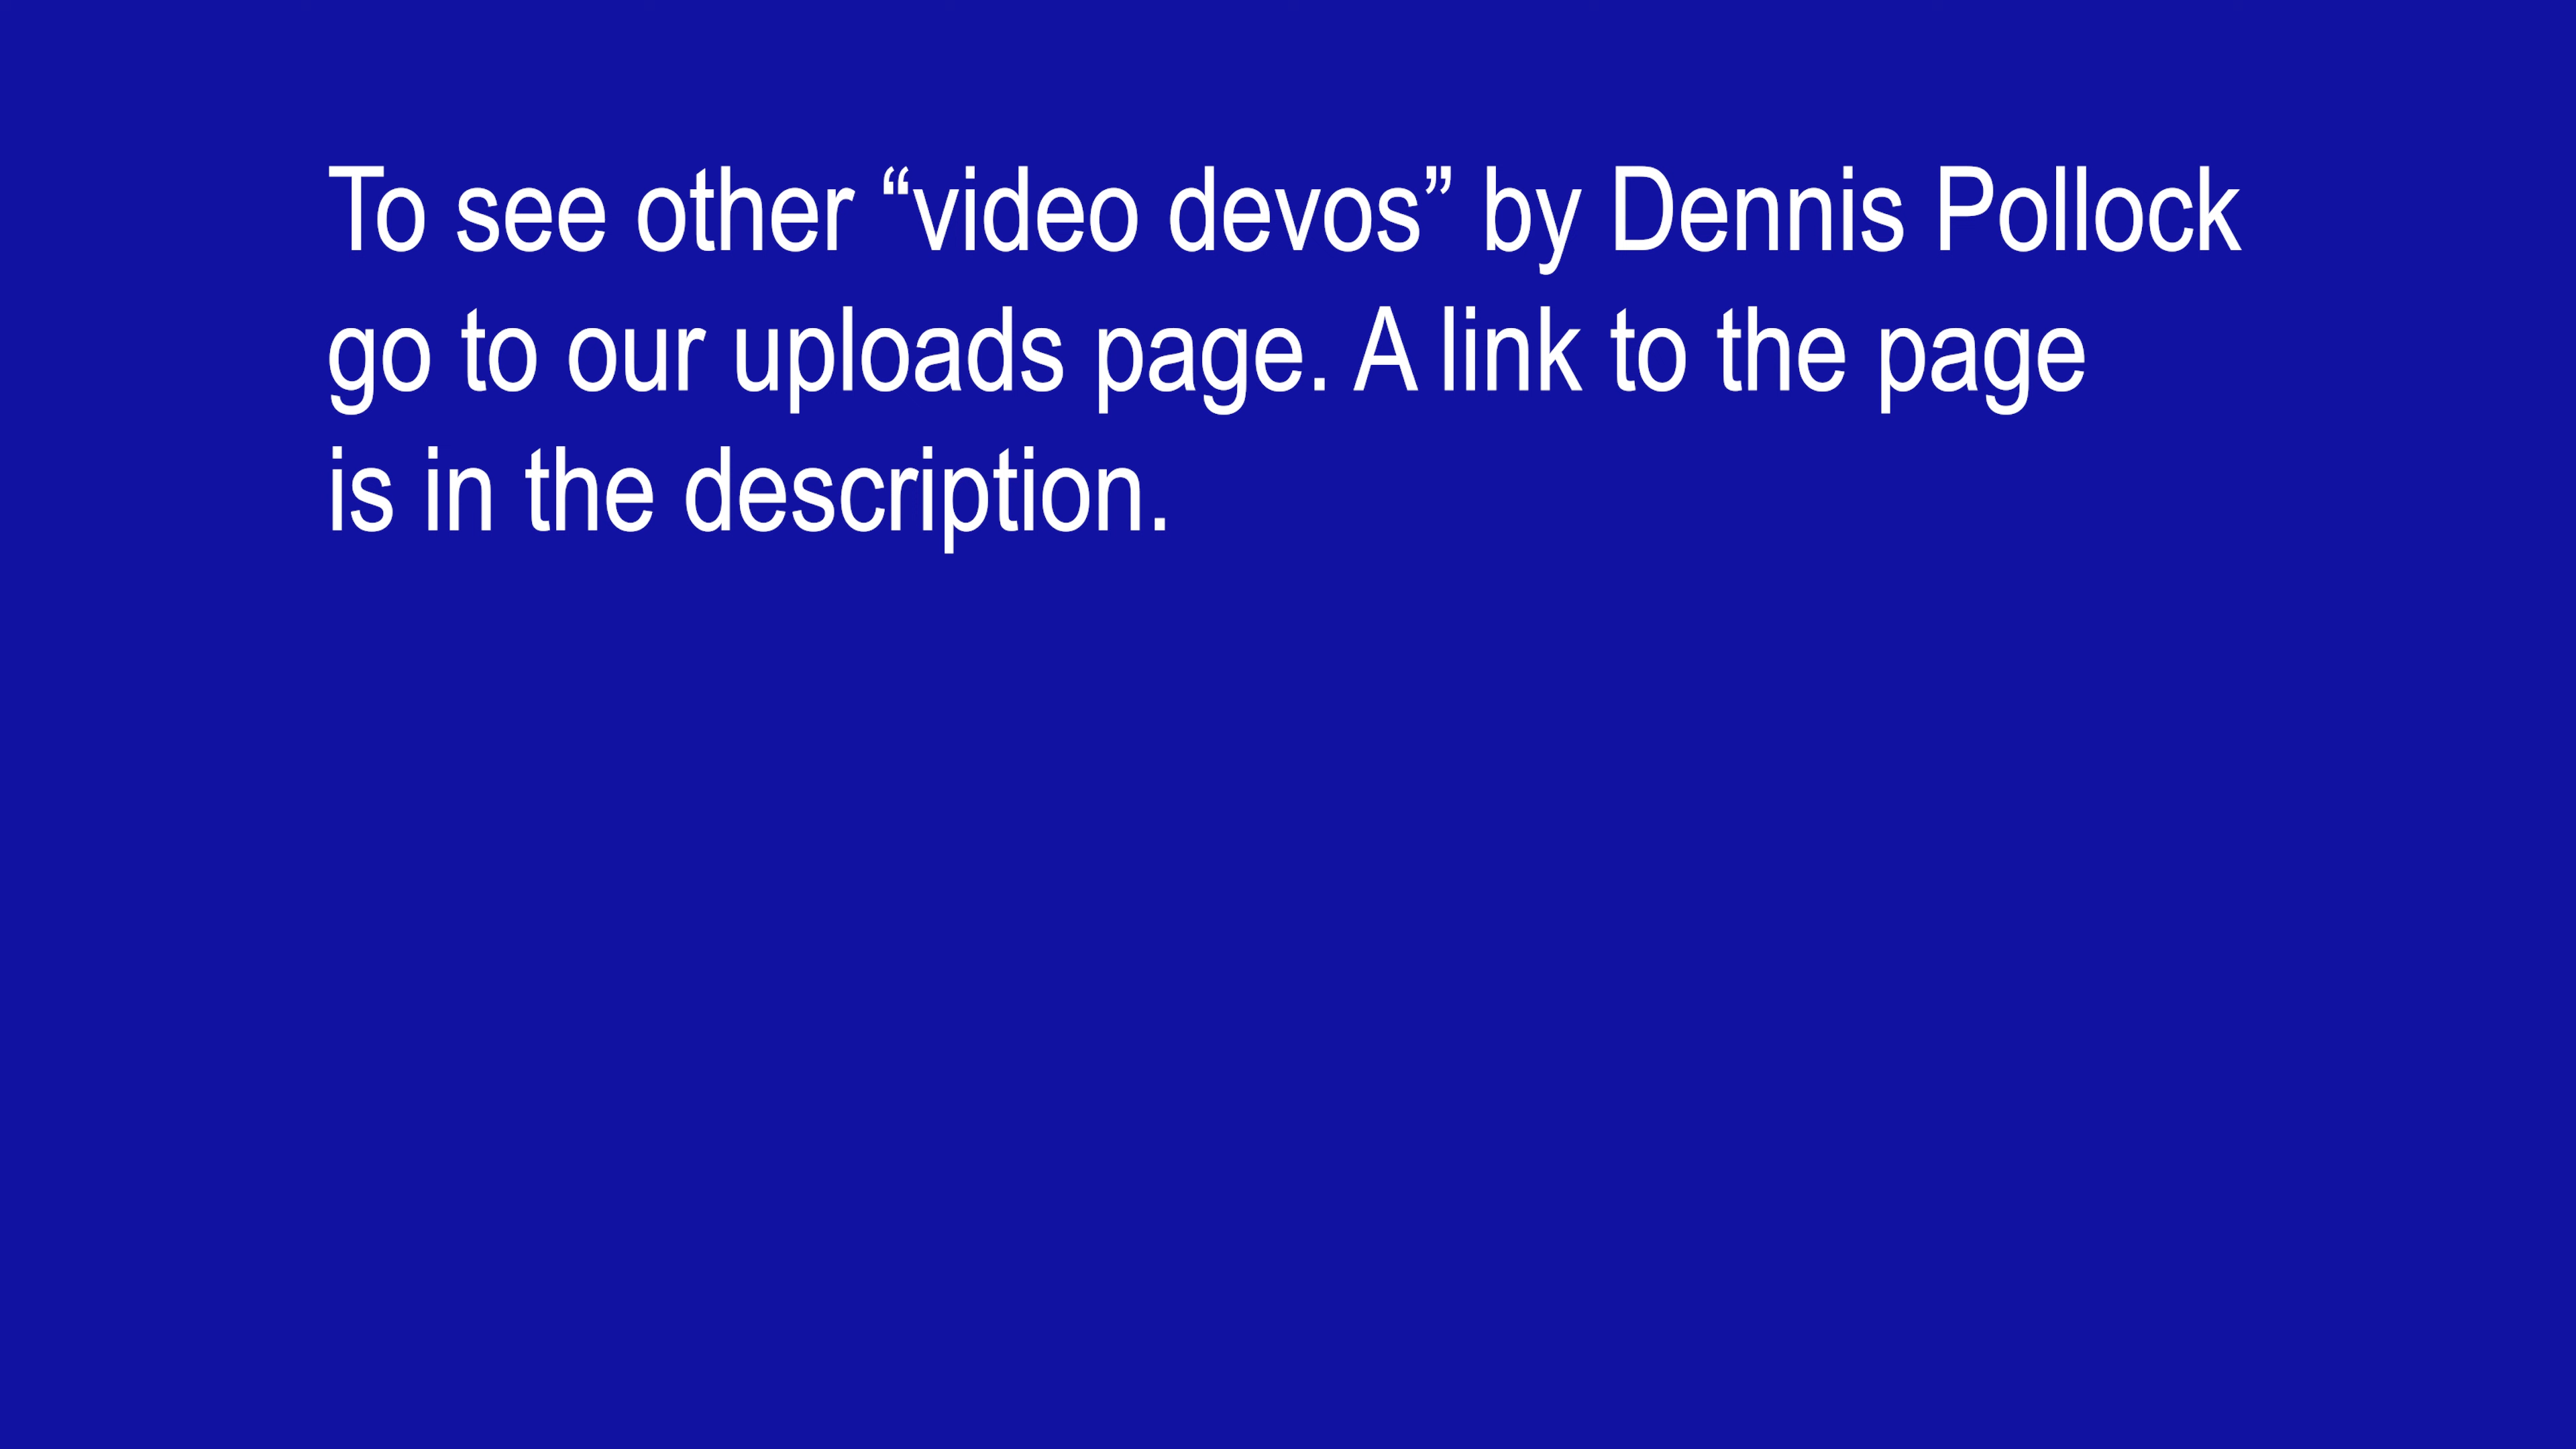 To see other “video devos” by Dennis Pollock
go to our uploads page. A link to the page
is in the description.